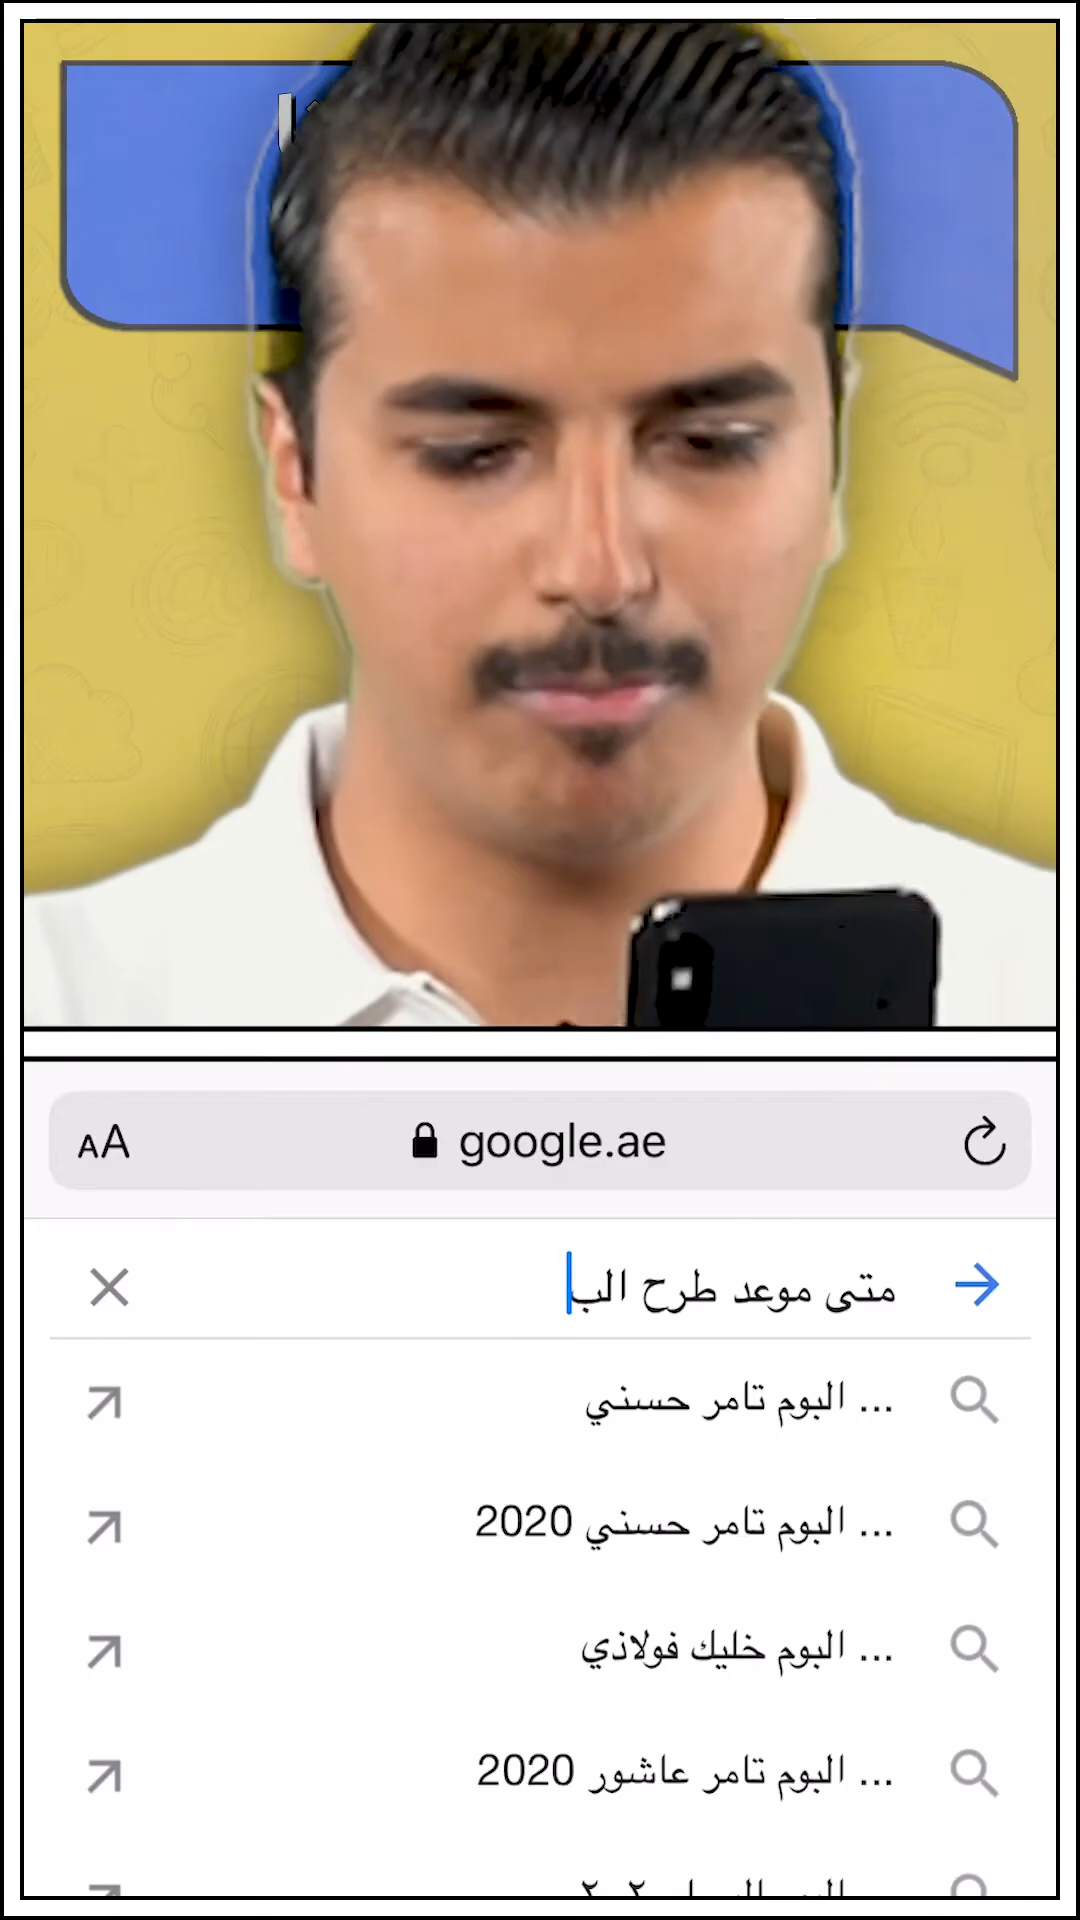 AA google.ae
متى موعد طرح الب
... البوم تامر حسني
... البوم تامر حسني 2020
... البوم خليك فولاذي
... البوم تامر عاشور 2020